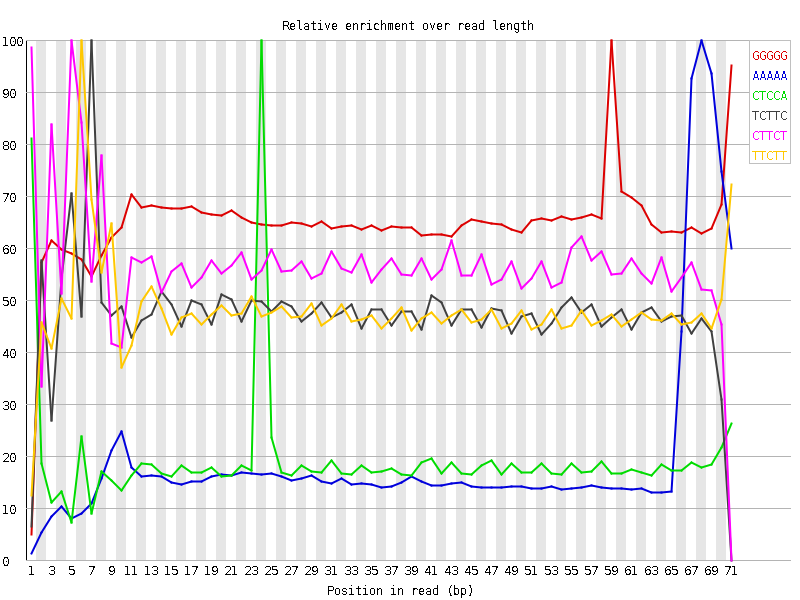 Relative enrichment over read length
100
90
80
70
60
50
40
30
20
10
0
GGGGG
AAAAA
CTCCA
TCTTC
CTTCT
TTCTT
1 3 5 7 9 11 13 15 17 19 21 23 25 27 29 31 33 35 37 39 41 43 45 47 49 51 53 55 57 59 61 63 65 67 69 71
Position in read (bp)